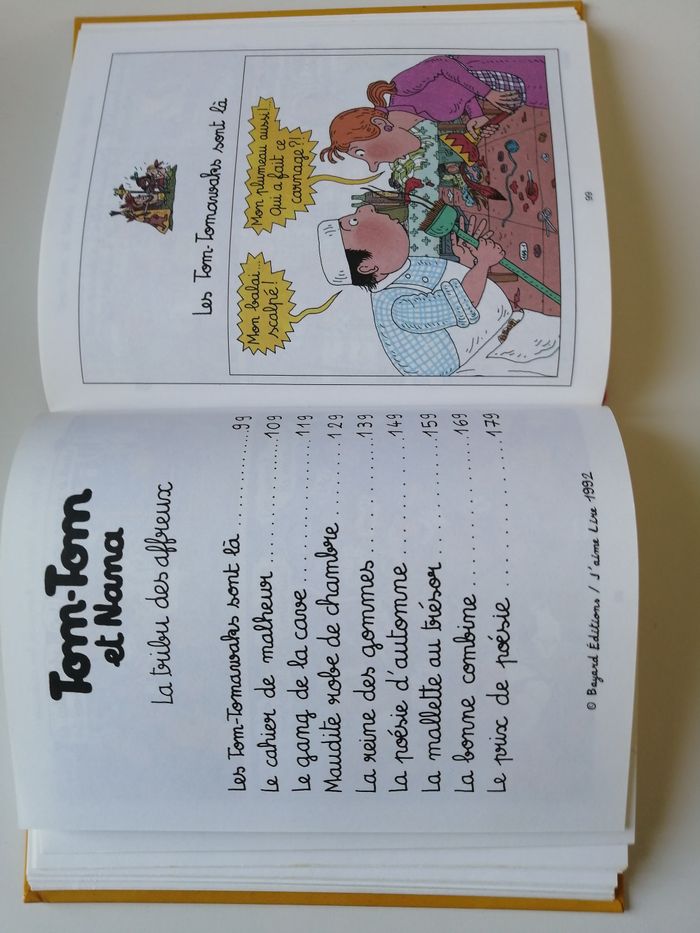 Tom-Tom
et Nana
La tribu des affreux
Les Tom-Tomawaks sont là ........... 99
Le cahier de malheur ........... 109
Le gang de la cave ........... 119
Maudite robe de chambre ........ 129
La reine des gommes ........... 139
La poésie d'automne ........... 149
La mallette au trésor ........... 159
La bonne combine ........... 169
Le prix de poésie ........... 179
© Bayard Éditions / J'aime Lire 1992
Les Tom-Tomawaks sont là
Mon balai...
scalpé !
Mon plumeau aussi !
Qui a fait ce
carnage ?!
99